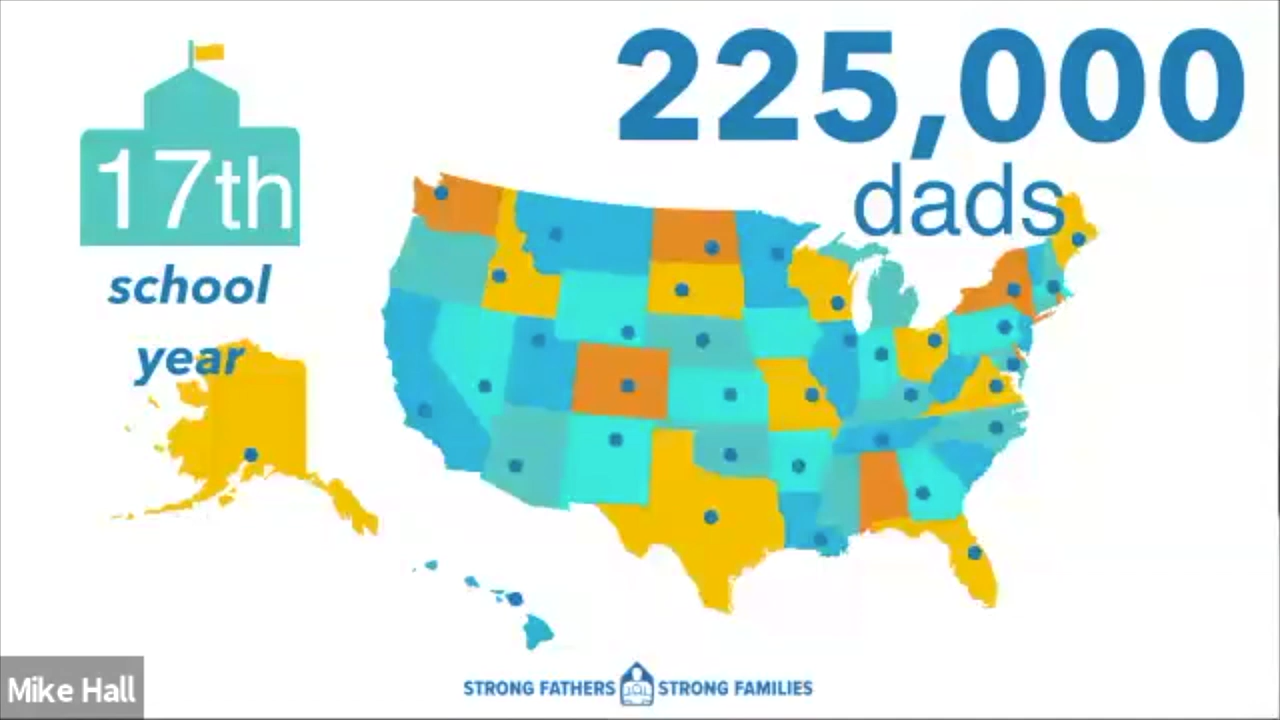 225,000
dads
17th
school
year
STRONG FATHERS STRONG FAMILIES
Mike Hall